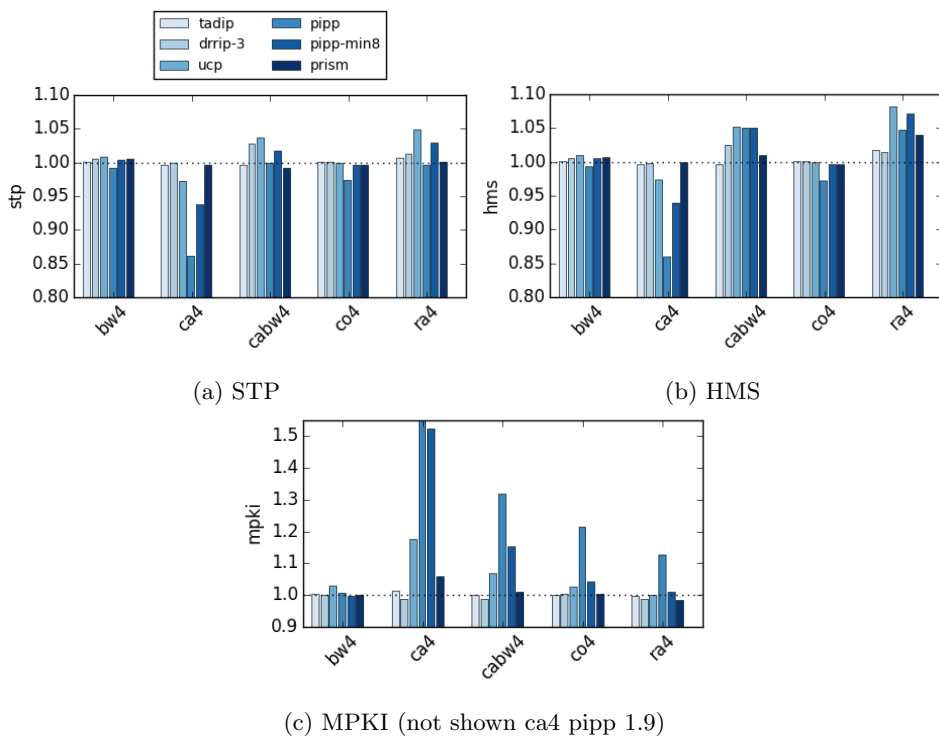 tadip pipp
drrip-3 pipp-min8
ucp prism
1.10
1.05
1.00
0.95
0.90
0.85
0.80
stp
bw4 ca4 cabw4 co4 ra4
(a) STP
1.10
1.05
1.00
0.95
0.90
0.85
0.80
hms
bw4 ca4 cabw4 co4 ra4
(b) HMS
1.5
1.4
1.3
1.2
1.1
1.0
0.9
mpki
bw4 ca4 cabw4 co4 ra4
(c) MPKI (not shown ca4 pipp 1.9)